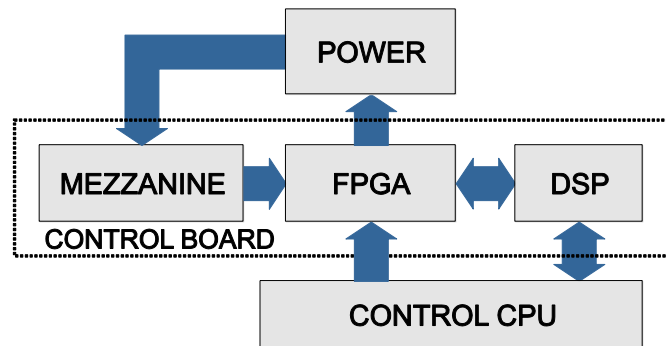 POWER
MEZZANINE
FPGA
DSP
CONTROL BOARD
CONTROL CPU